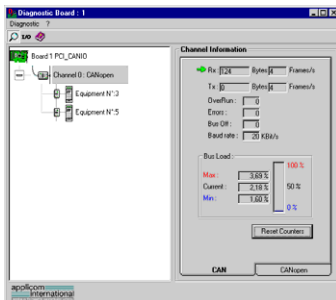 Diagnostic Board : 1
Diagnostic ?
I/O
Board 1 PCI_CANIO
Channel 0 : CANopen
Equipment N°:3
Equipment N°:5
Channel Information
Rx : 124 Bytes 4 Frames/s
Tx : 0 Bytes 4 Frames/s
OverRun : 0
Errors : 0
Bus Off : 0
Baud rate : 20 KBit/s
Bus Load :
Max : 3,69 % 100 %
Current : 2,18 % 50 %
Min : 1,60 % 0 %
Reset Counters
CAN CANopen
applicom
international